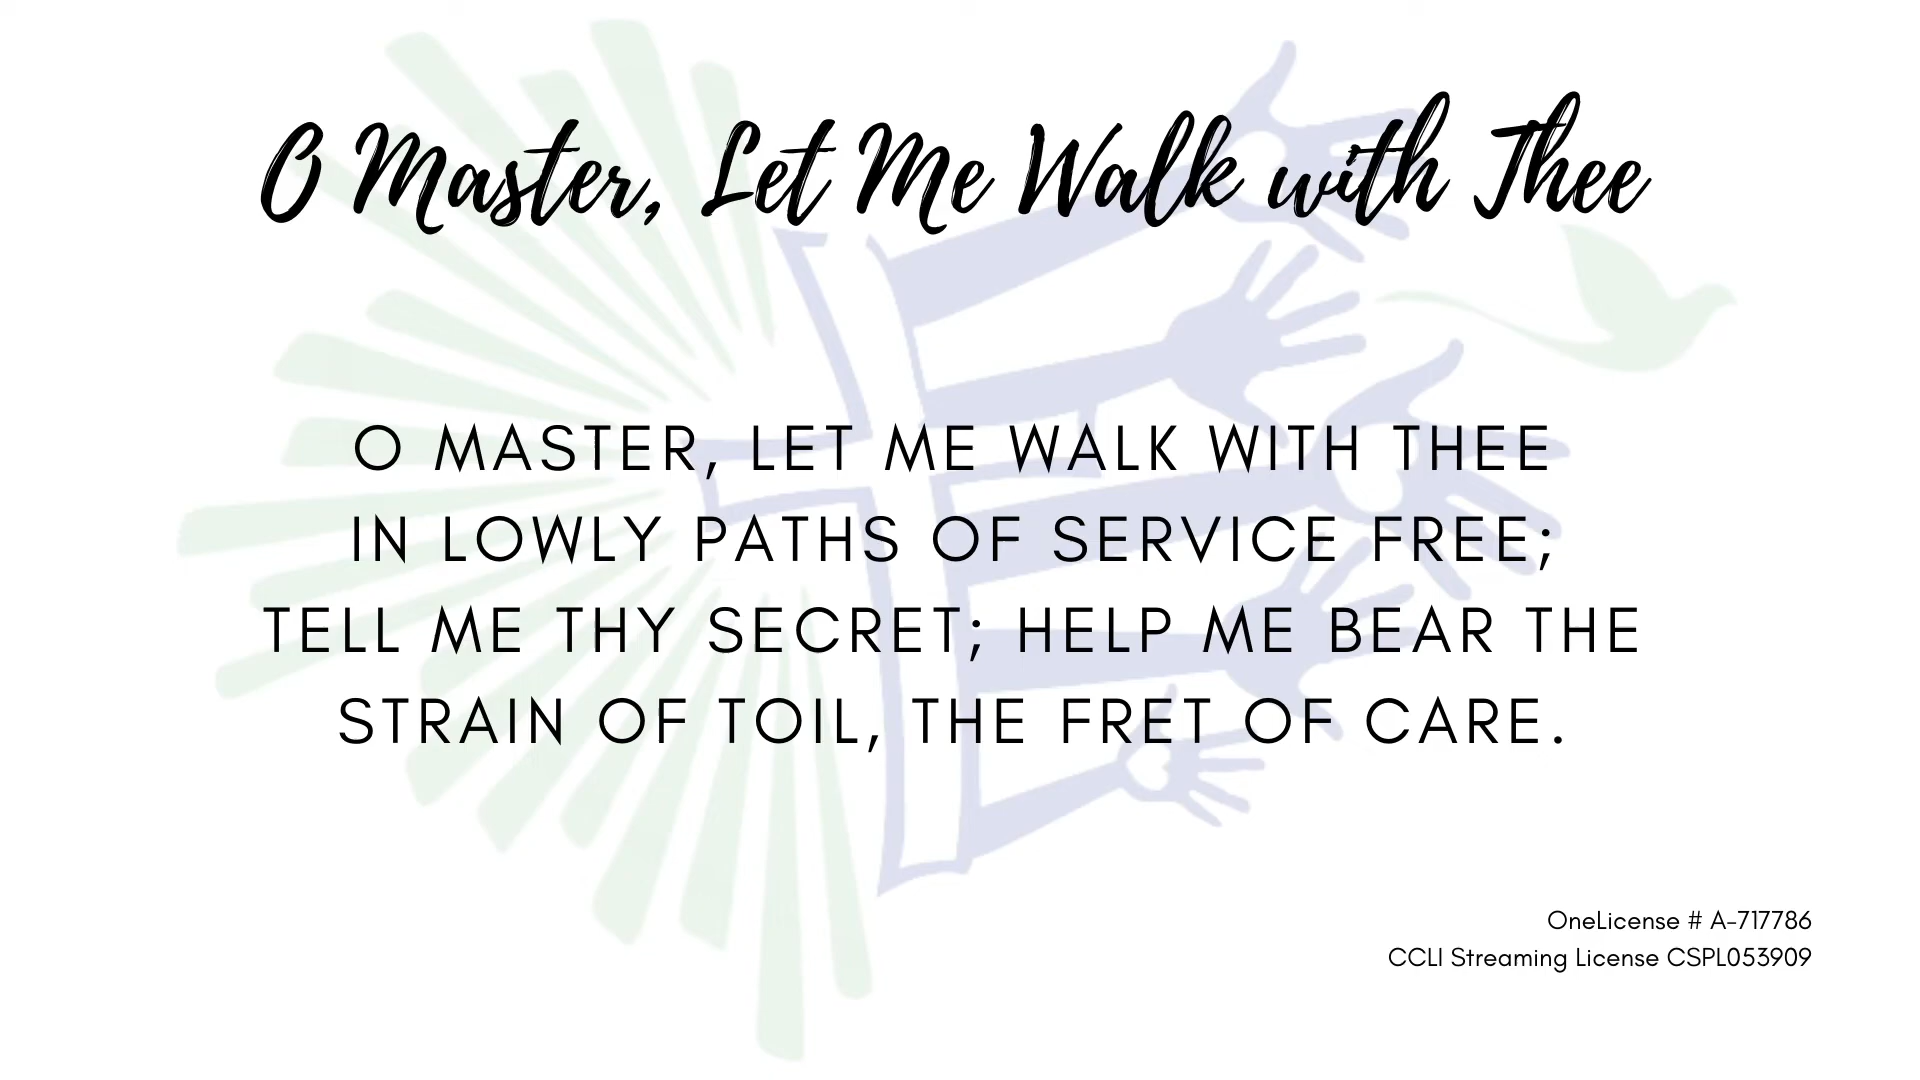 O Master, Let Me Walk with Thee
O MASTER, LET ME WALK WITH THEE
IN LOWLY PATHS OF SERVICE FREE;
TELL ME THY SECRET; HELP ME BEAR THE
STRAIN OF TOIL, THE FRET OF CARE.
OneLicense # A-717786
CCLI Streaming License CSPL053909